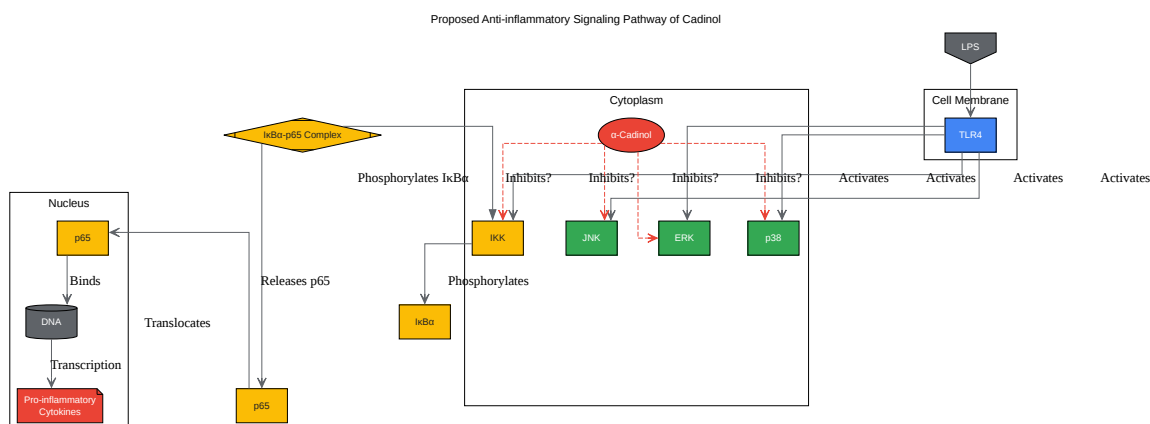 Proposed Anti-inflammatory Signaling Pathway of Cadinol
LPS
Cytoplasm
Cell Membrane
IκBα-p65 Complex
α-Cadinol
TLR4
Phosphorylates IκBα
Inhibits?
Inhibits?
Inhibits?
Inhibits?
Activates
Activates
Activates
Activates
Nucleus
p65
IKK
JNK
ERK
p38
Binds
Releases p65
Phosphorylates
DNA
Translocates
IκBα
Transcription
Pro-inflammatory
Cytokines
p65